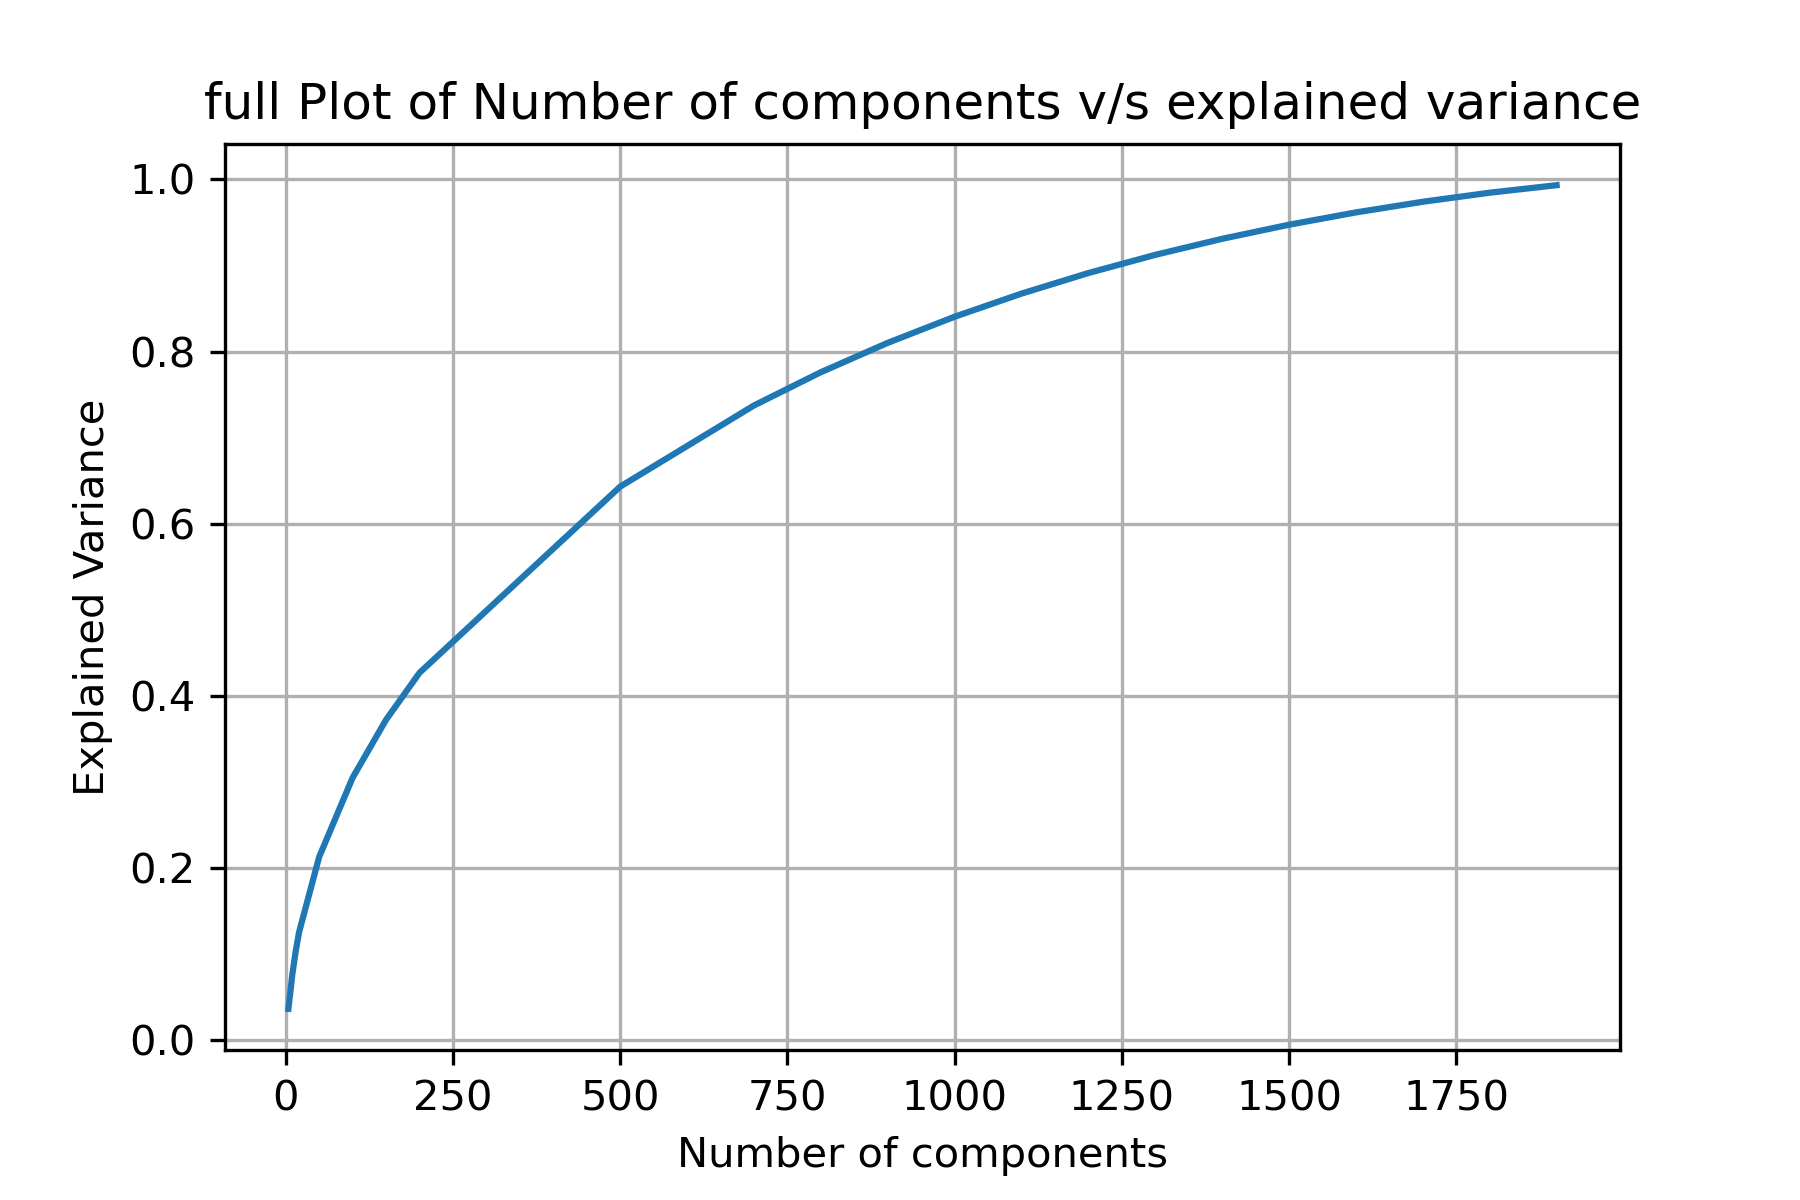 full Plot of Number of components v/s explained variance
1.0
0.8
0.6
0.4
0.2
0.0
Explained Variance
0 250 500 750 1000 1250 1500 1750
Number of components